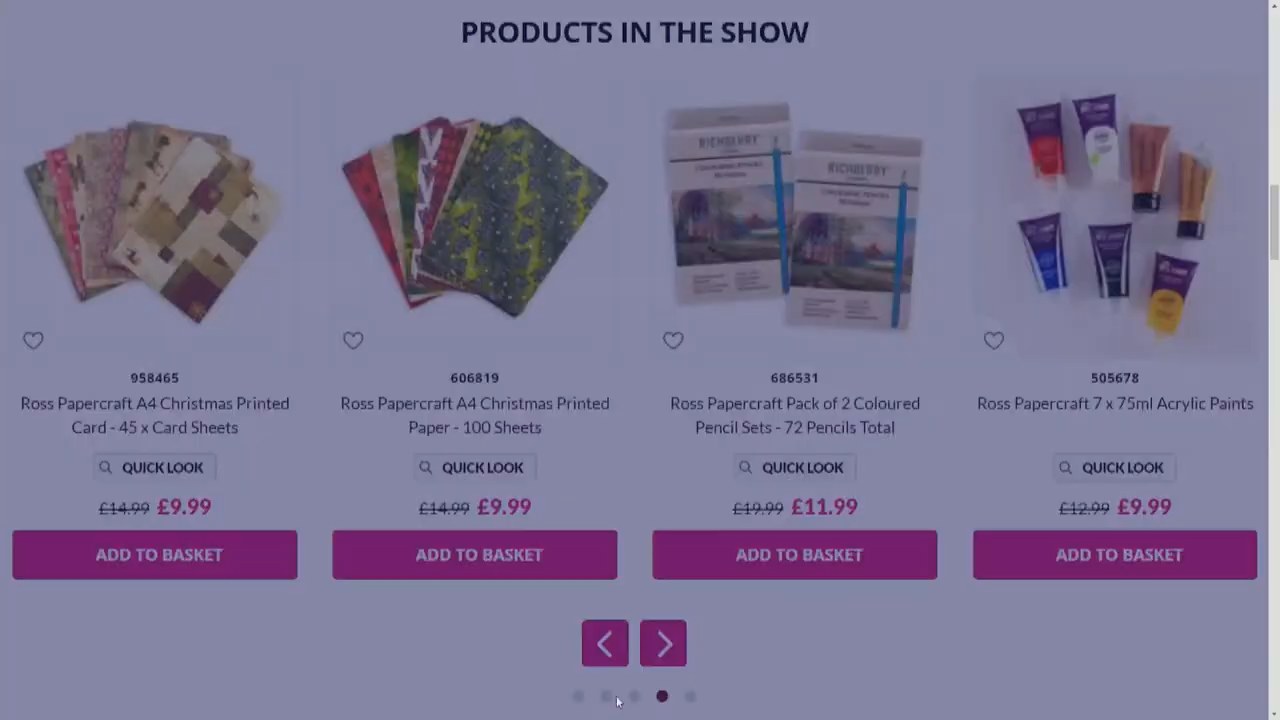 PRODUCTS IN THE SHOW
RICHBERRY
RICHBERRY
958465
606819
686531
505678
Ross Papercraft A4 Christmas Printed
Card - 45 x Card Sheets
Ross Papercraft A4 Christmas Printed
Paper - 100 Sheets
Ross Papercraft Pack of 2 Coloured
Pencil Sets - 72 Pencils Total
Ross Papercraft 7 x 75ml Acrylic Paints
QUICK LOOK
QUICK LOOK
QUICK LOOK
QUICK LOOK
£14.99 £9.99
£14.99 £9.99
£19.99 £11.99
£12.99 £9.99
ADD TO BASKET
ADD TO BASKET
ADD TO BASKET
ADD TO BASKET